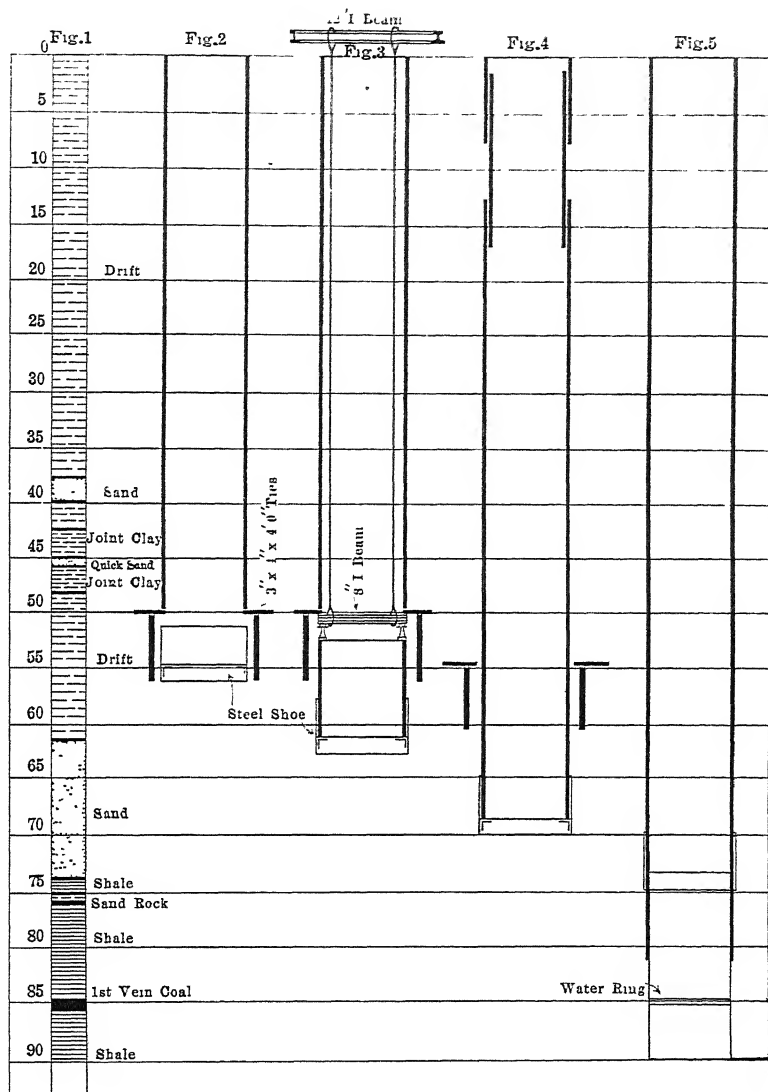 I Beam
Fig.1
Fig.2
Fig.3
Fig.4
Fig.5
0
5
10
15
20
Drift
25
30
35
40
Sand
3" x 1" x 4'0" Ties
8" I Beam
Joint Clay
45
Quick Sand
Joint Clay
50
55
Drift
Steel Shoe
60
65
70
Sand
75
Shale
Sand Rock
80
Shale
85
1st Vein Coal
Water Ring
90
Shale